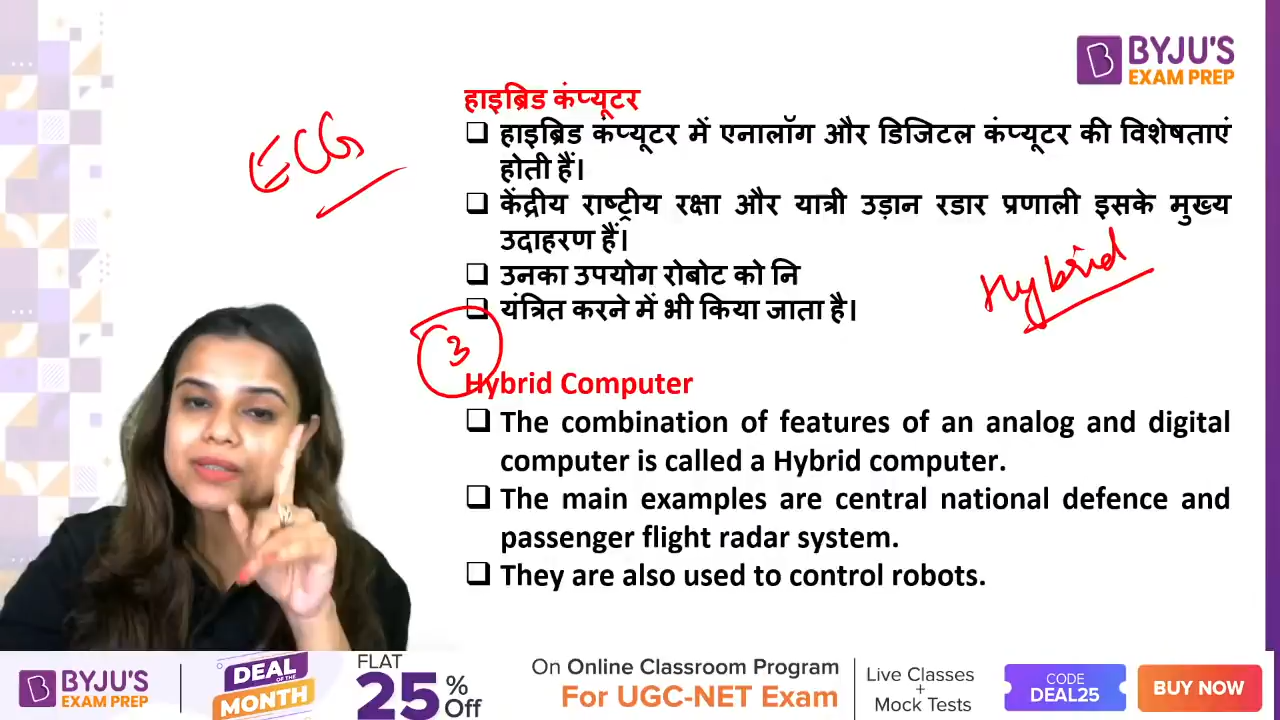 BYJU'S
EXAM PREP
हाइब्रिड कंप्यूटर
❑ हाइब्रिड कंप्यूटर में एनालॉग और डिजिटल कंप्यूटर की विशेषताएं
होती हैं।
❑ केंद्रीय राष्ट्रीय रक्षा और यात्री उड़ान रडार प्रणाली इसके मुख्य
उदाहरण हैं।
❑ उनका उपयोग रोबोट को नि
❑ यंत्रित करने में भी किया जाता है।
ECG
Hybrid
3
Hybrid Computer
❑ The combination of features of an analog and digital
computer is called a Hybrid computer.
❑ The main examples are central national defence and
passenger flight radar system.
❑ They are also used to control robots.
BYJU'S
EXAM PREP
DEAL
OF THE
MONTH
FLAT
25% Off
On Online Classroom Program
For UGC-NET Exam
Live Classes
+
Mock Tests
CODE
DEAL25
BUY NOW